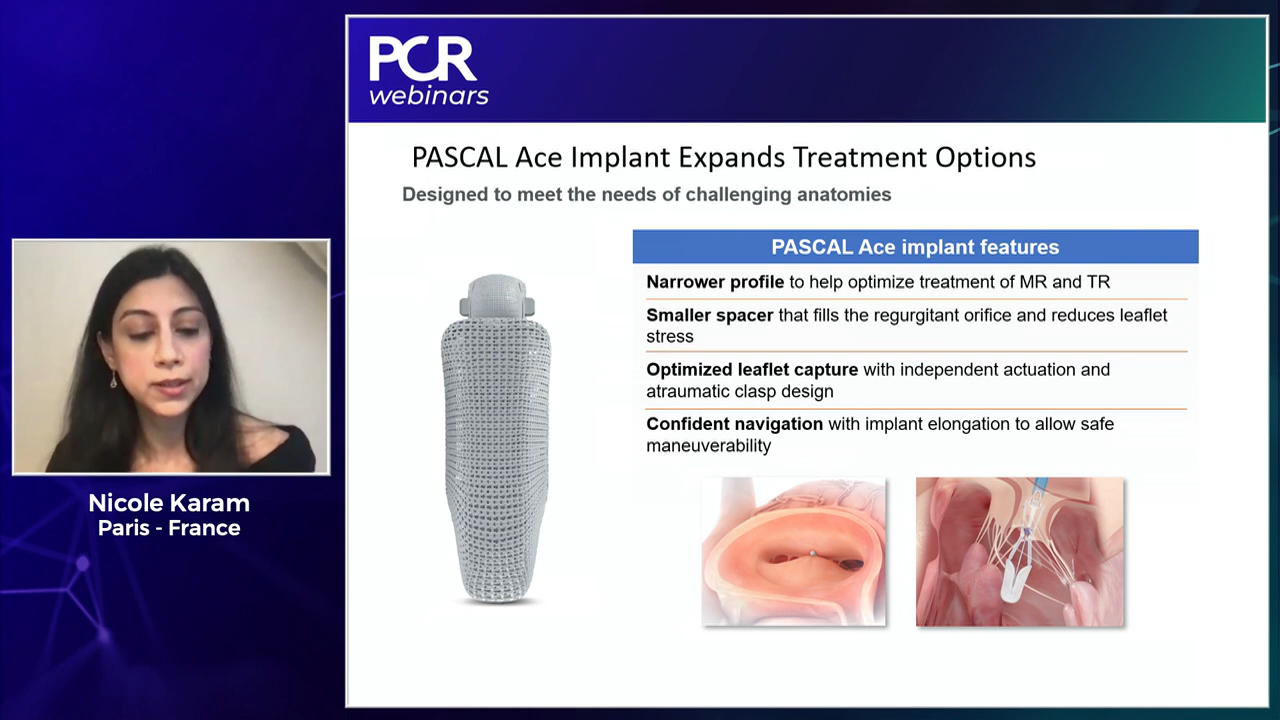 PCR
webinars
PASCAL Ace Implant Expands Treatment Options
Designed to meet the needs of challenging anatomies
PASCAL Ace implant features
Narrower profile to help optimize treatment of MR and TR
Smaller spacer that fills the regurgitant orifice and reduces leaflet
stress
Optimized leaflet capture with independent actuation and
atraumatic clasp design
Confident navigation with implant elongation to allow safe
maneuverability
Nicole Karam
Paris - France